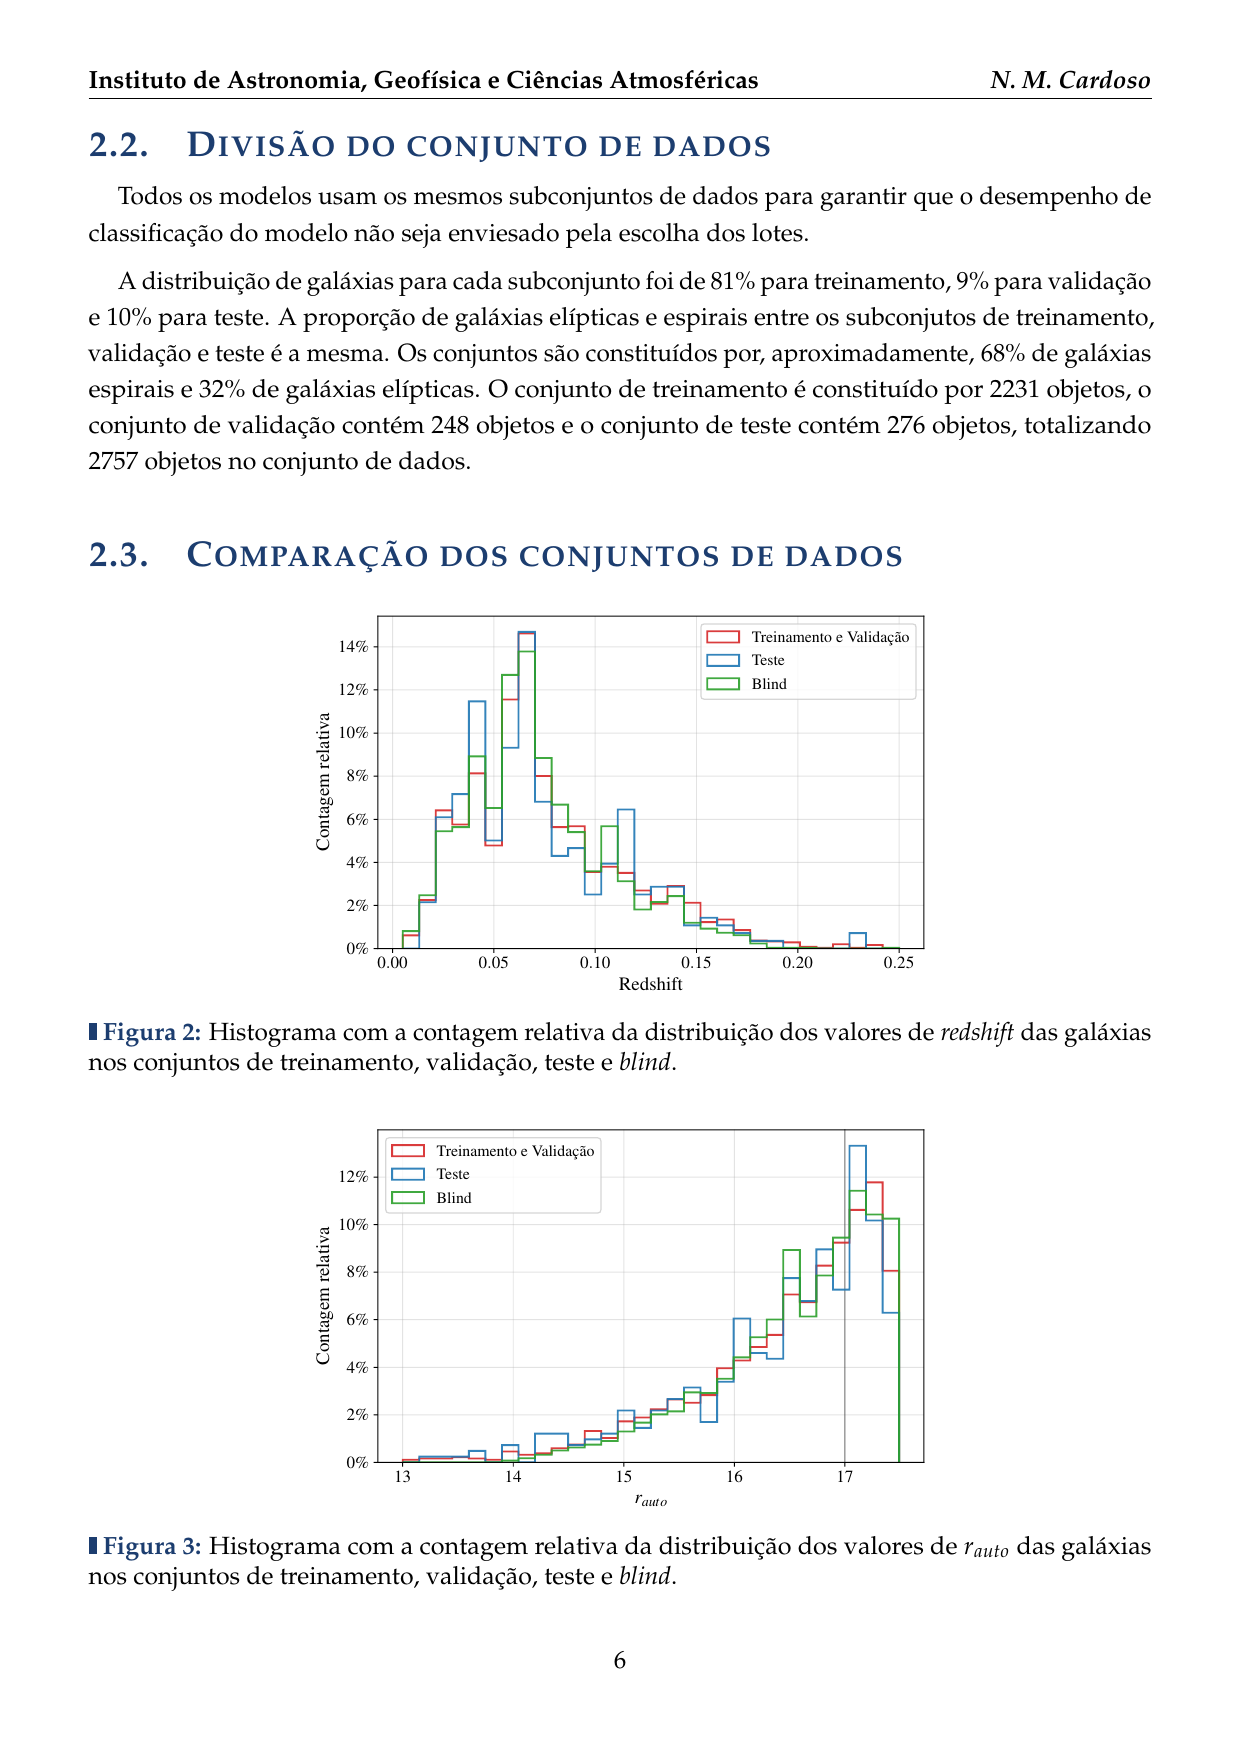 Instituto de Astronomia, Geofísica e Ciências Atmosféricas N. M. Cardoso
2.2. DIVISÃO DO CONJUNTO DE DADOS
Todos os modelos usam os mesmos subconjuntos de dados para garantir que o desempenho de
classificação do modelo não seja enviesado pela escolha dos lotes.
A distribuição de galáxias para cada subconjunto foi de 81% para treinamento, 9% para validação
e 10% para teste. A proporção de galáxias elípticas e espirais entre os subconjutos de treinamento,
validação e teste é a mesma. Os conjuntos são constituídos por, aproximadamente, 68% de galáxias
espirais e 32% de galáxias elípticas. O conjunto de treinamento é constituído por 2231 objetos, o
conjunto de validação contém 248 objetos e o conjunto de teste contém 276 objetos, totalizando
2757 objetos no conjunto de dados.
2.3. COMPARAÇÃO DOS CONJUNTOS DE DADOS
Treinamento e Validação
Teste
Blind
Contagem relativa
14%
12%
10%
8%
6%
4%
2%
0%
0.00 0.05 0.10 0.15 0.20 0.25
Redshift
Figura 2: Histograma com a contagem relativa da distribuição dos valores de redshift das galáxias
nos conjuntos de treinamento, validação, teste e blind.
Treinamento e Validação
Teste
Blind
Contagem relativa
12%
10%
8%
6%
4%
2%
0%
13 14 15 16 17
r_auto
Figura 3: Histograma com a contagem relativa da distribuição dos valores de r_auto das galáxias
nos conjuntos de treinamento, validação, teste e blind.
6